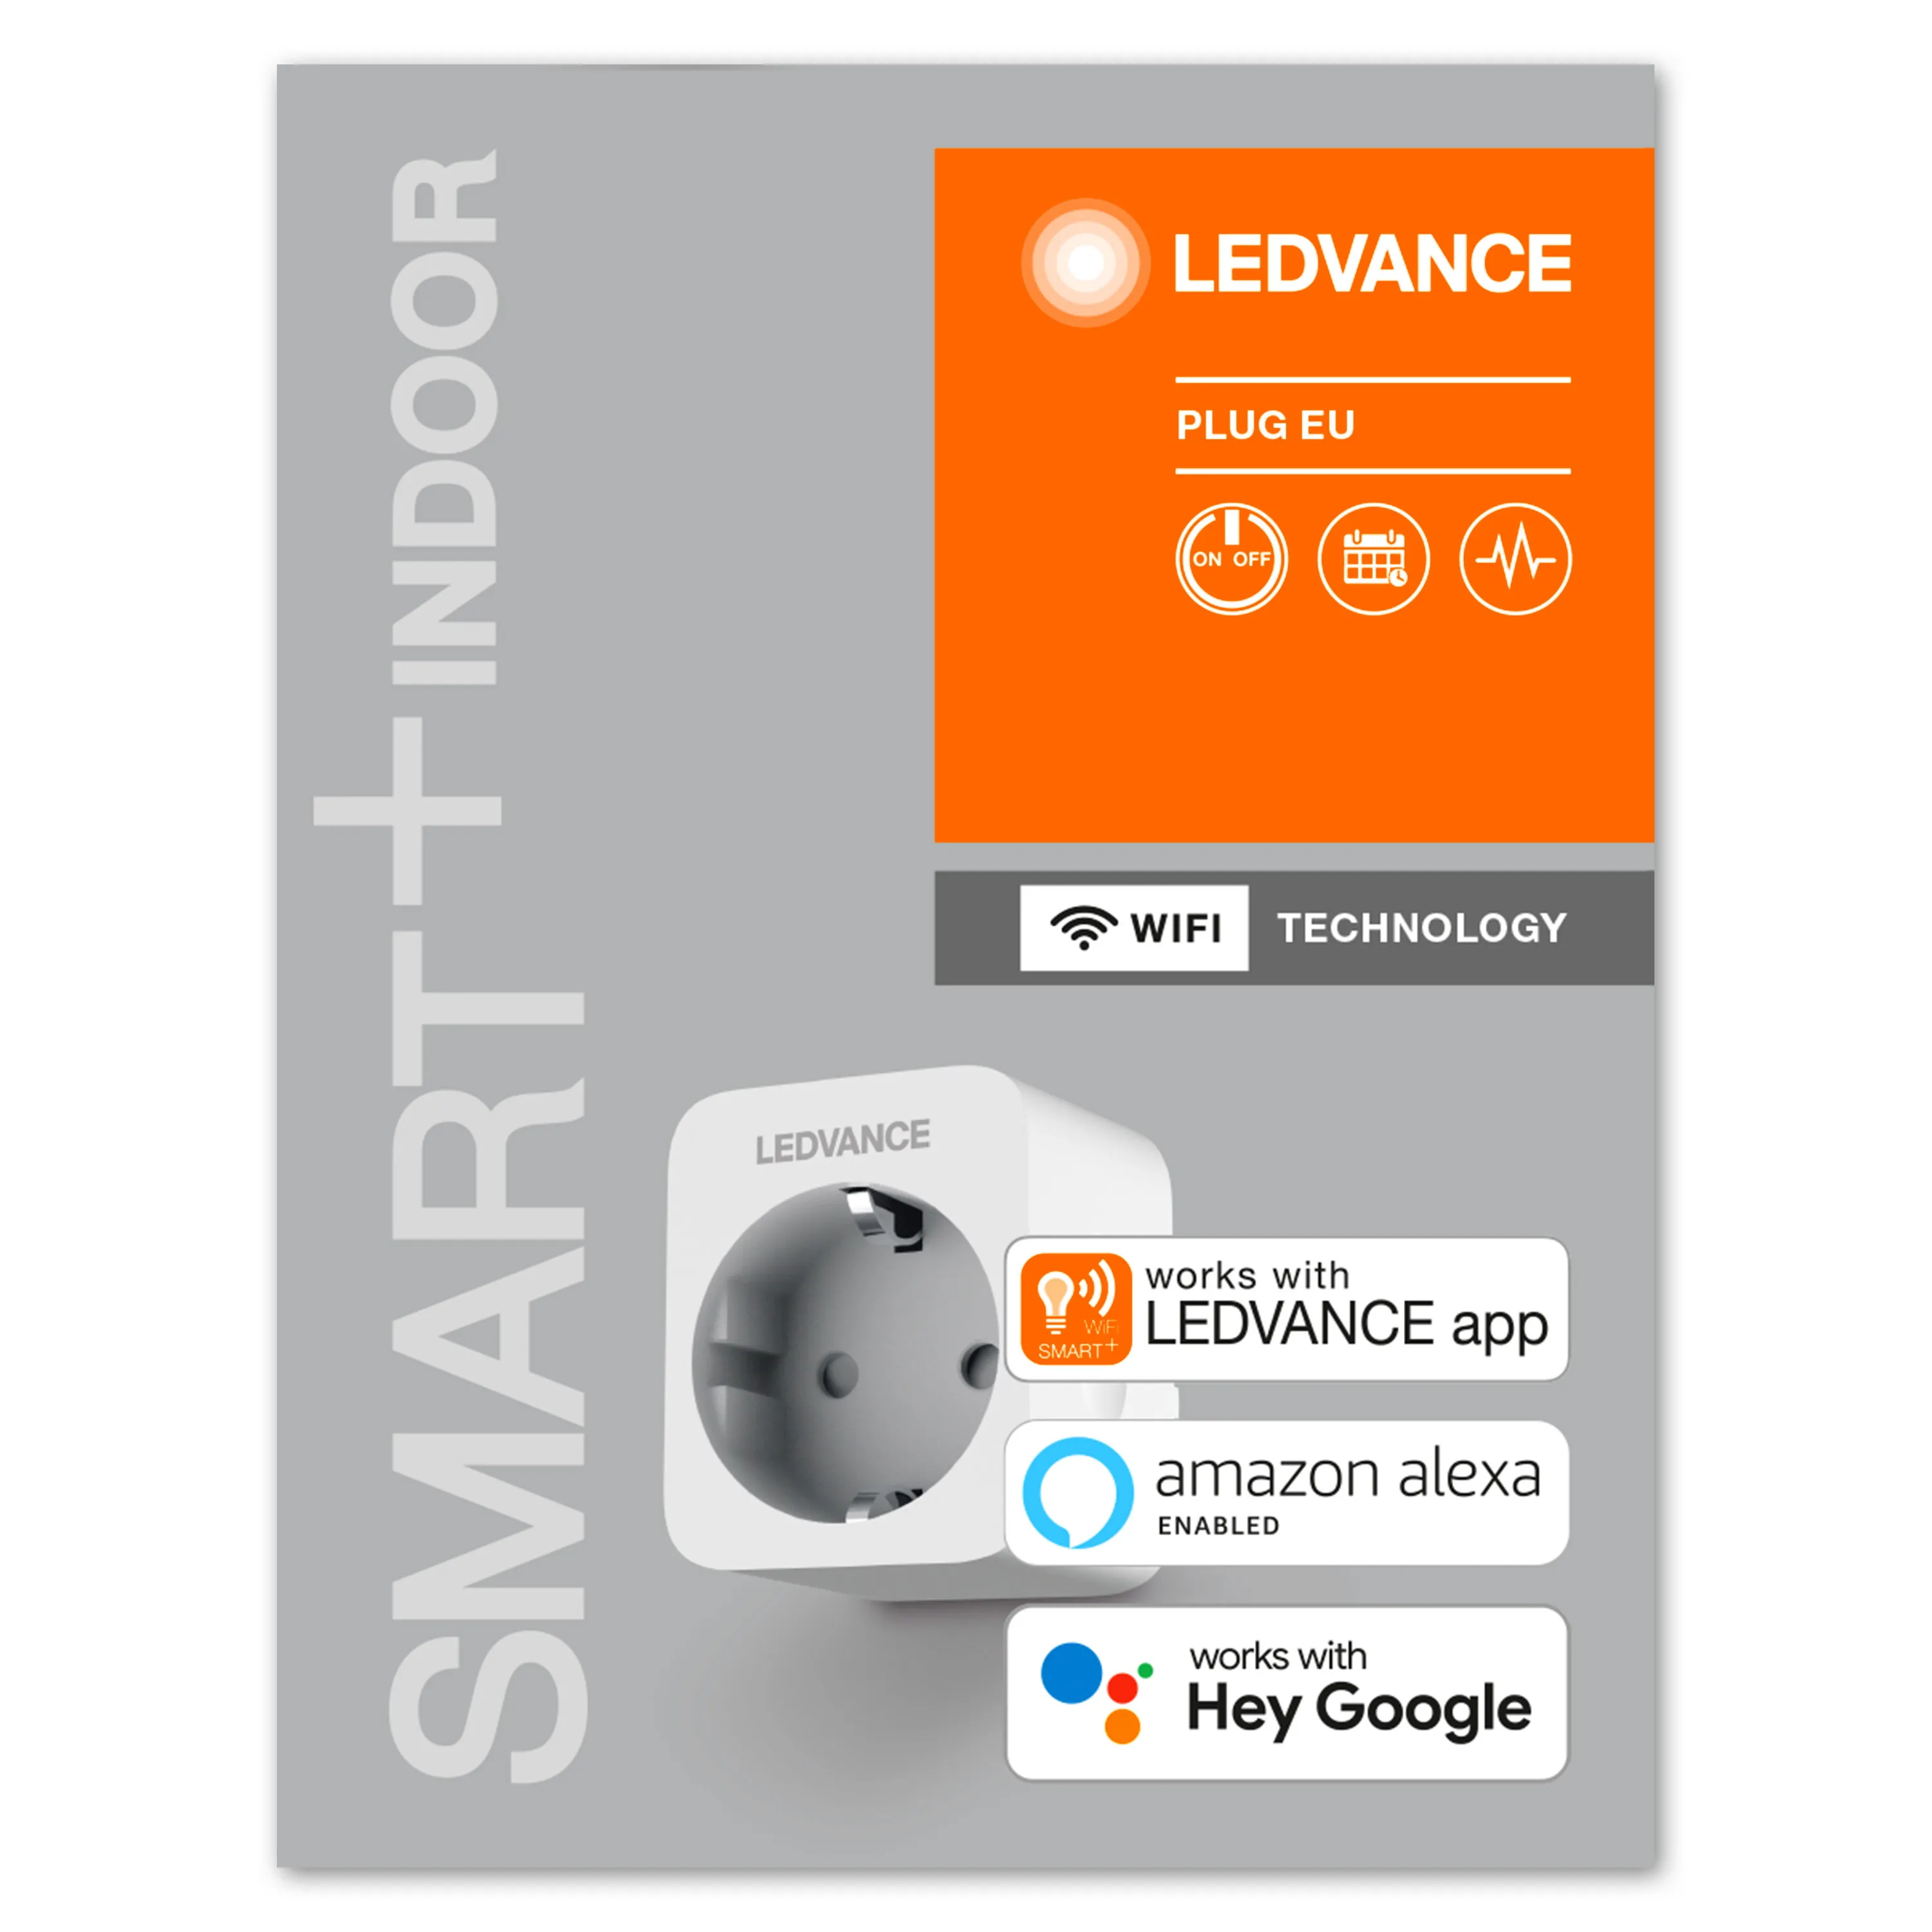 SMART+ INDOOR
LEDVANCE
PLUG EU
ON OFF
WIFI TECHNOLOGY
LEDVANCE
works with
LEDVANCE app
WiFi
SMART+
amazon alexa
ENABLED
works with
Hey Google